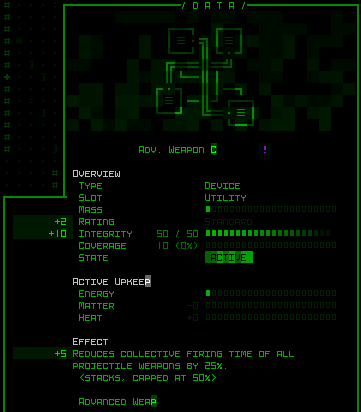 / D A T A /
Adv. Weapon C !
Overview
Type Device
Slot Utility
Mass
+2 Rating Standard
+10 Integrity 50 / 50
Coverage 10 (0%)
State ACTIVE
Active Upkeep
Energy
Matter -0
Heat +0
Effect
+5 Reduces collective firing time of all
projectile weapons by 25%.
<stacks, capped at 50%>
Advanced Weap